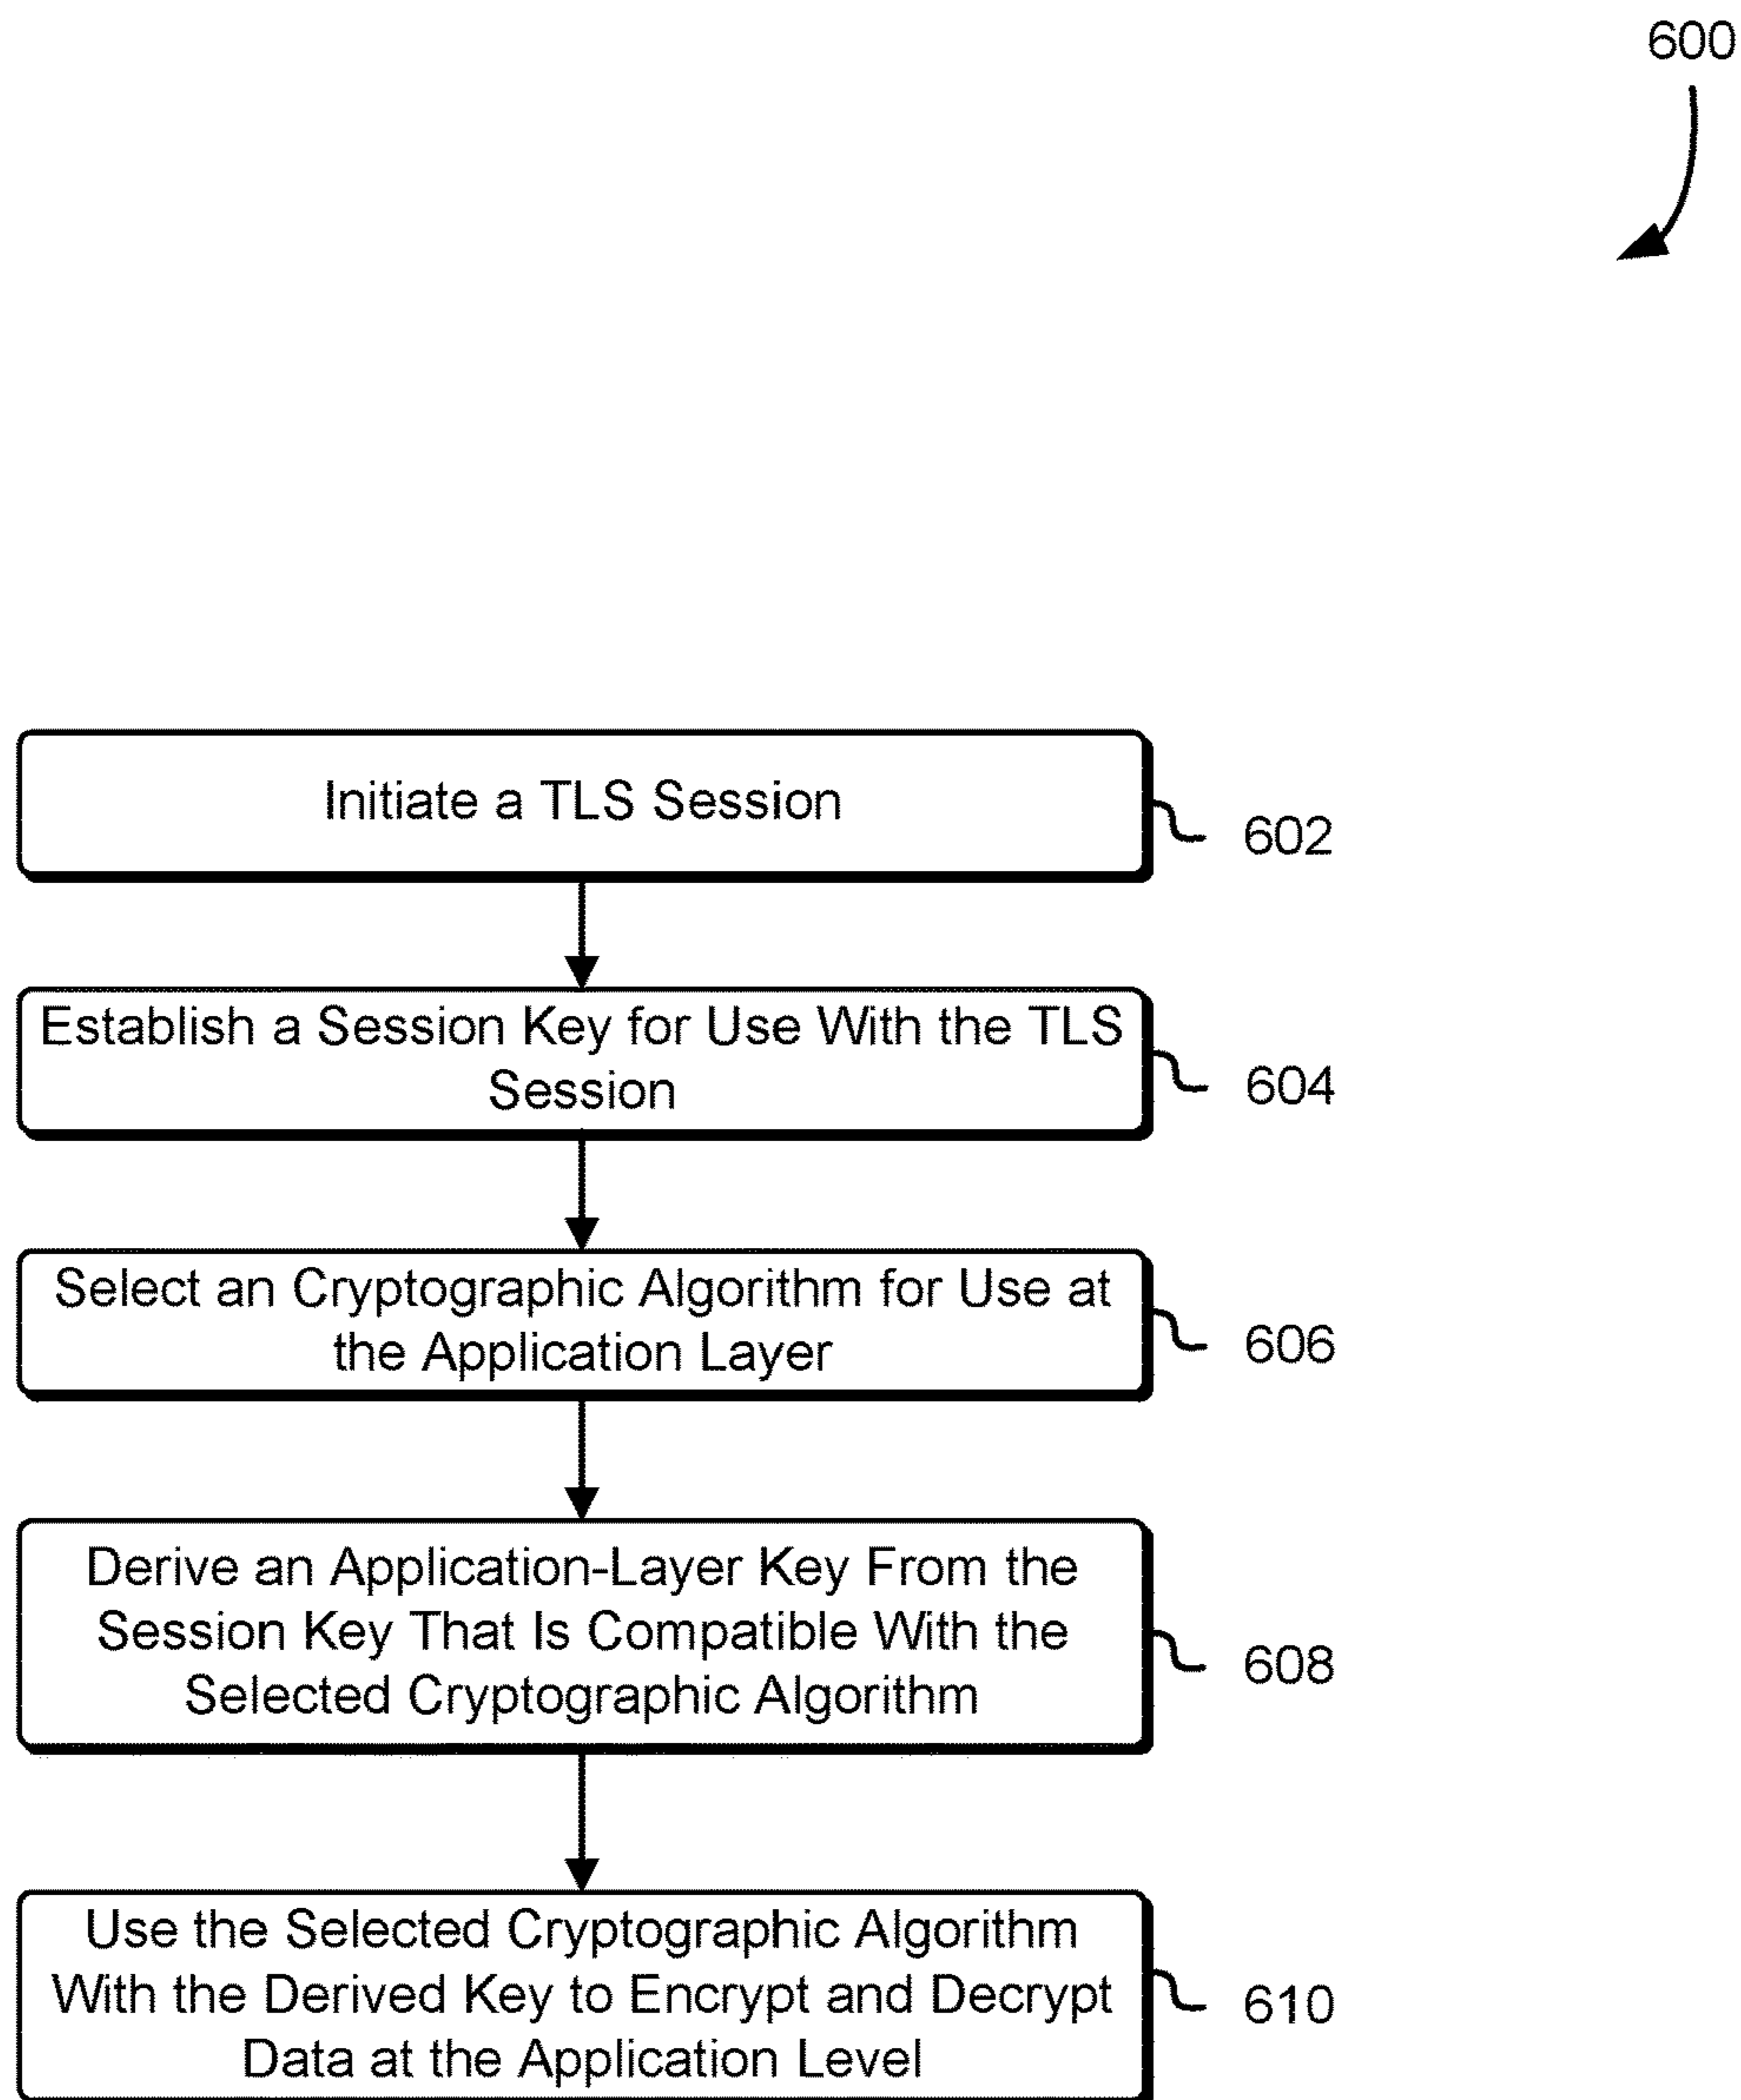 600
Initiate a TLS Session
602
Establish a Session Key for Use With the TLS
Session
604
Select an Cryptographic Algorithm for Use at
the Application Layer
606
Derive an Application-Layer Key From the
Session Key That Is Compatible With the
Selected Cryptographic Algorithm
608
Use the Selected Cryptographic Algorithm
With the Derived Key to Encrypt and Decrypt
Data at the Application Level
610